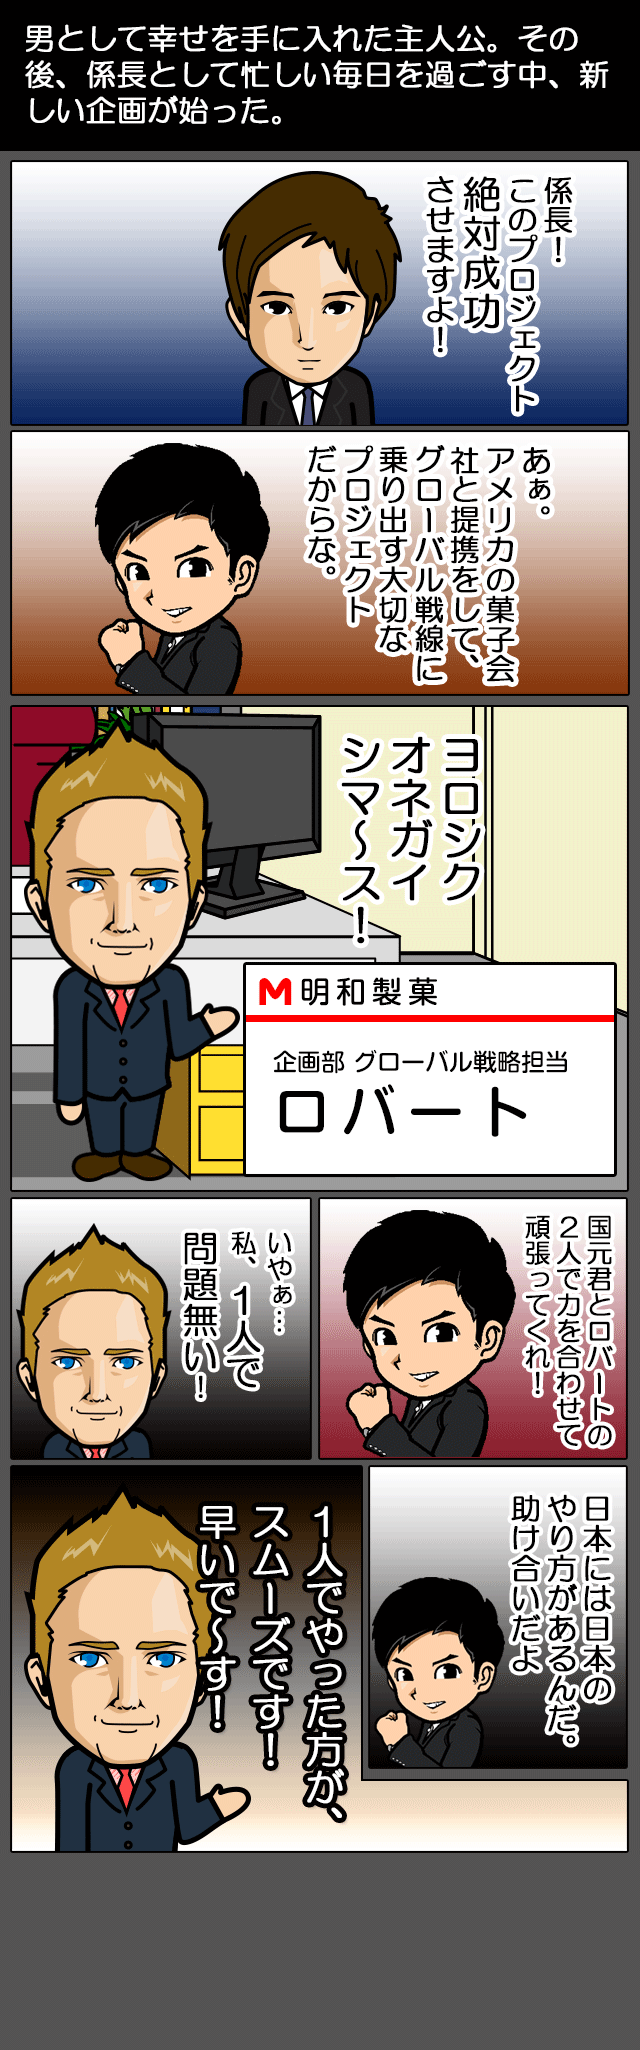 男として幸せを手に入れた主人公。その
後、係長として忙しい毎日を過ごす中、新
しい企画が始った。
係長！
このプロジェクト
絶対成功
させますよ！
あぁ。
アメリカの菓子会
社と提携をして、
グローバル戦線に
乗り出す大切な
プロジェクト
だからな。
ヨロシク
オネガイ
シマ～ス！
M 明和製菓
企画部 グローバル戦略担当
ロバート
国元君とロバートの
２人で力を合わせて
頑張ってくれ！
いやぁ…
私、１人で
問題無い！
日本には日本の
やり方があるんだ。
助け合いだよ
１人でやった方が、
スムーズです！
早いで～す！